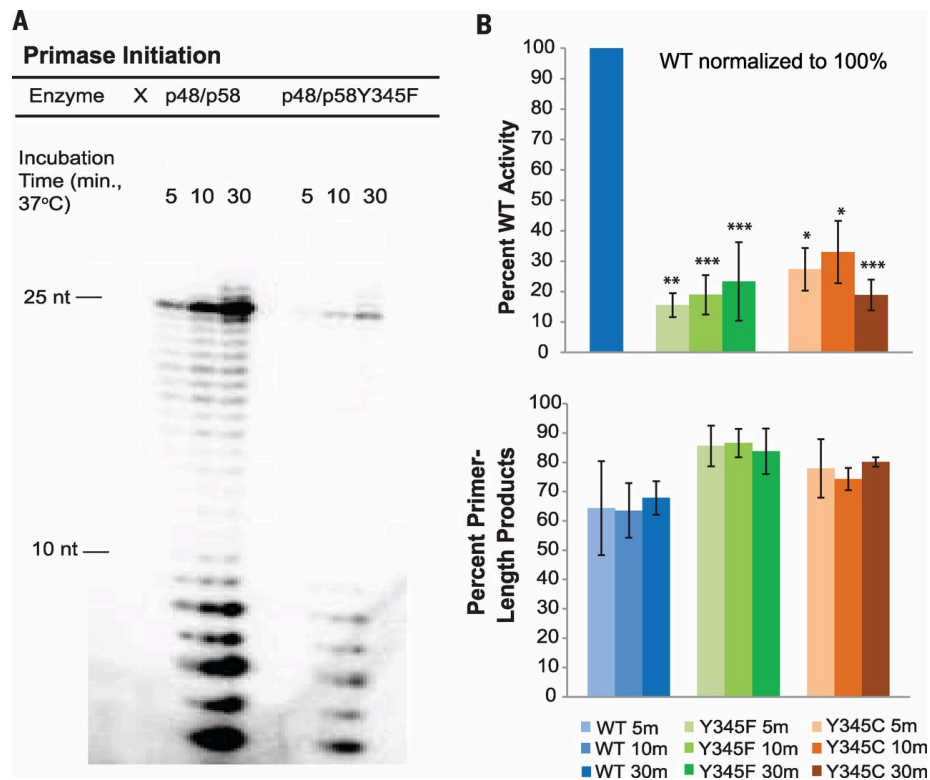 A
Primase Initiation
Enzyme X p48/p58 p48/p58Y345F
Incubation
Time (min.,
37°C)
5 10 30 5 10 30
25 nt
10 nt
B
WT normalized to 100%
Percent WT Activity
100
90
80
70
60
50
40
30
20
10
0
** *** *** * * ***
Percent Primer-
Length Products
100
90
80
70
60
50
40
30
80
10
0
WT 5m Y345F 5m Y345C 5m
WT 10m Y345F 10m Y345C 10m
WT 30m Y345F 30m Y345C 30m